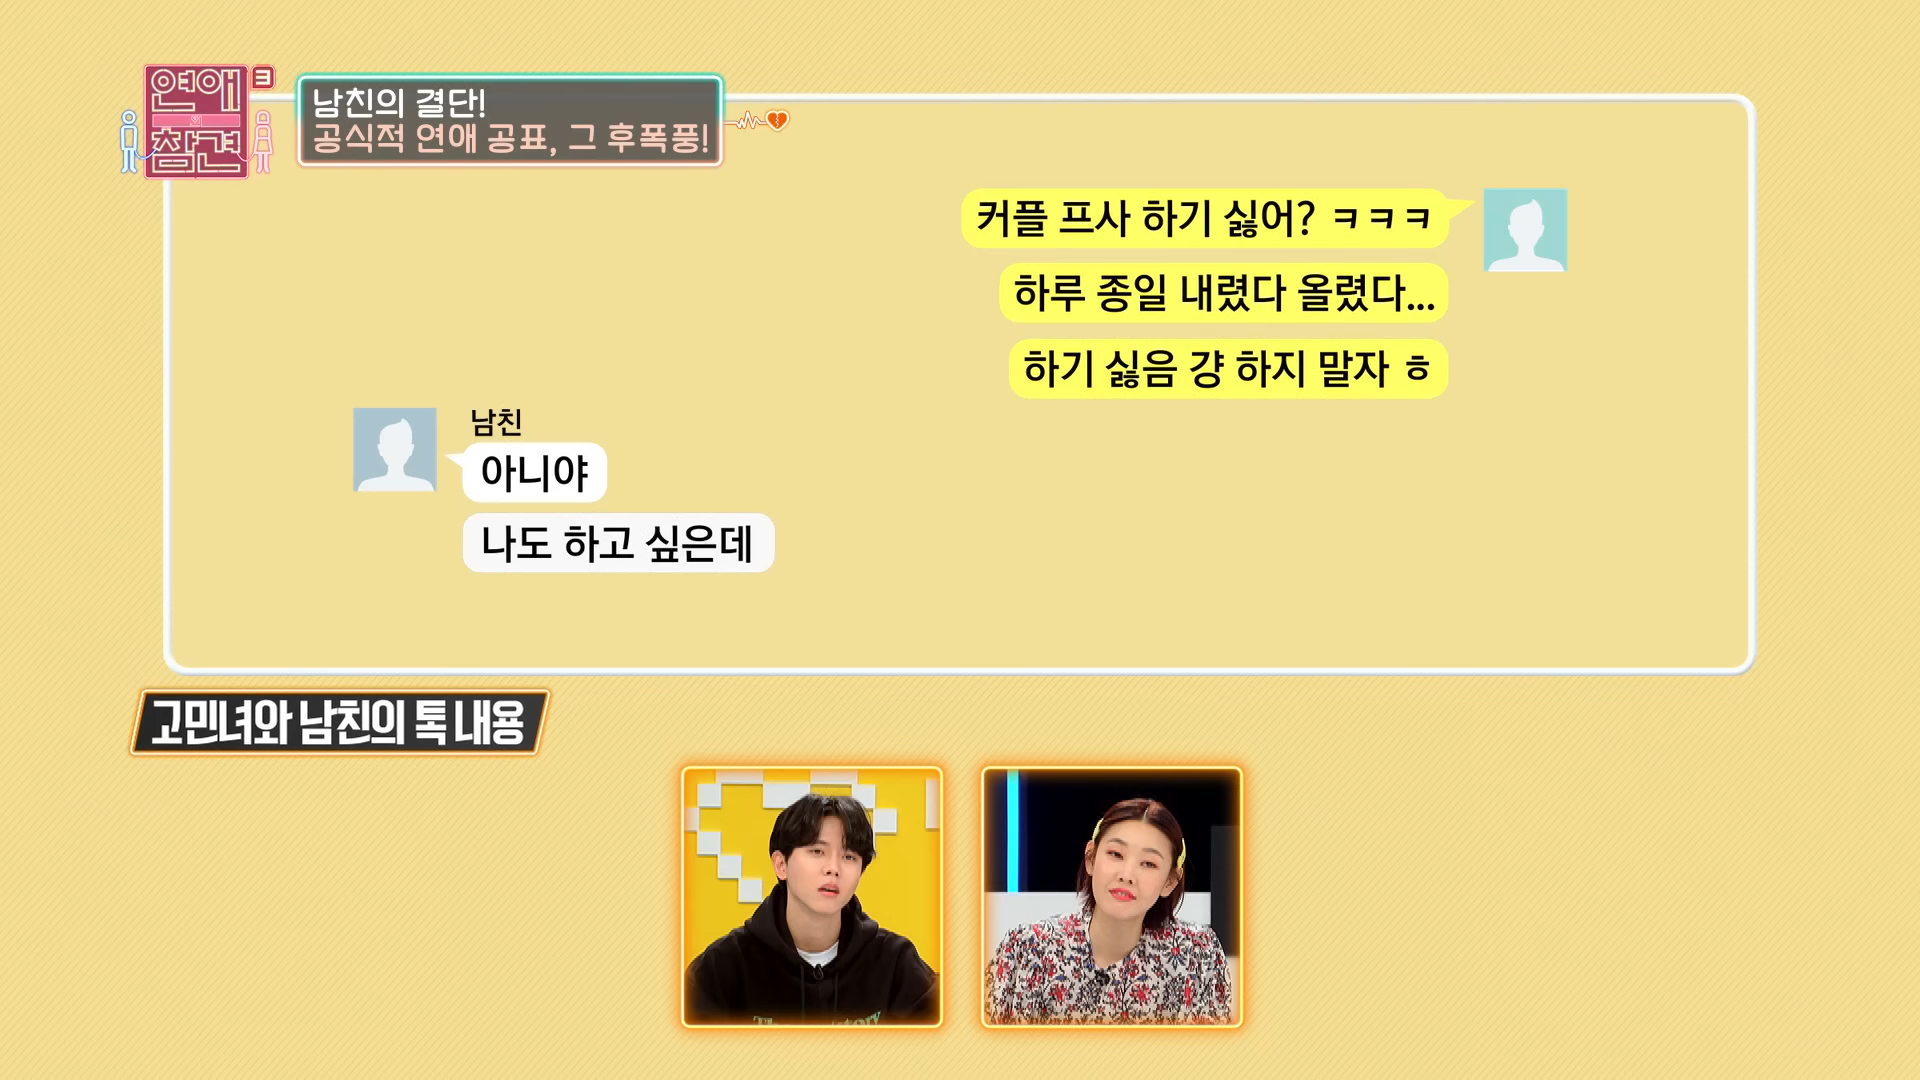 연애의 참견 3
남친의 결단!
공식적 연애 공표, 그 후폭풍!
커플 프사 하기 싫어? ㅋㅋㅋ
하루 종일 내렸다 올렸다...
하기 싫음 걍 하지 말자 ㅎ
남친
아니야
나도 하고 싶은데
고민녀와 남친의 톡 내용